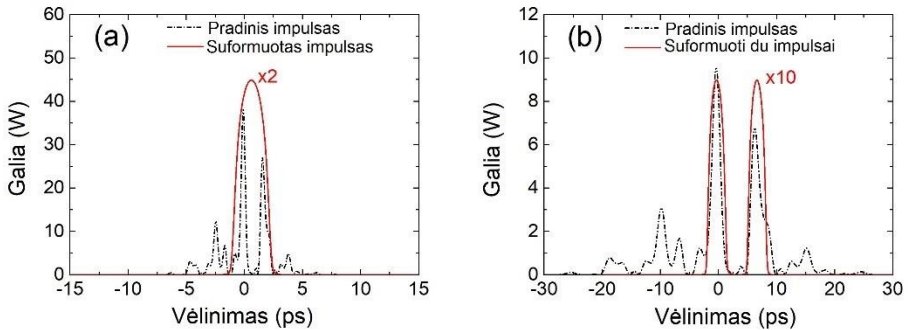 (a)
Pradinis impulsas
Suformuotas impulsas
x2
Galia (W)
60
50
40
30
20
10
0
-15
-10
-5
0
5
10
15
Vėlinimas (ps)
(b)
Pradinis impulsas
Suformuoti du impulsai
x10
Galia (W)
12
10
8
6
4
2
0
-30
-20
-10
0
10
20
30
Vėlinimas (ps)